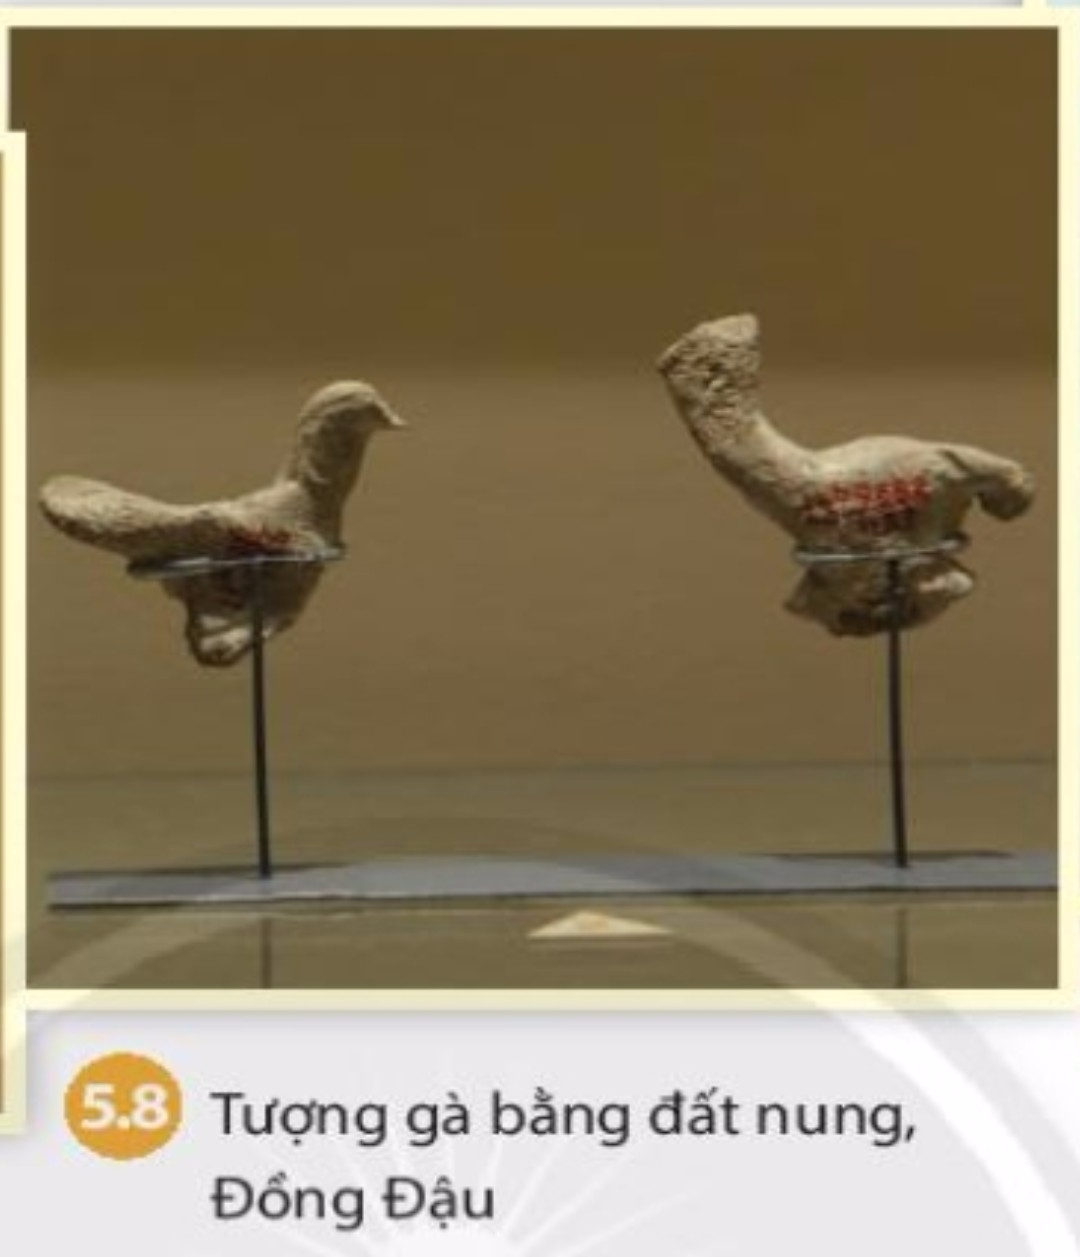 5.8 Tượng gà bằng đất nung,
Đồng Đậu